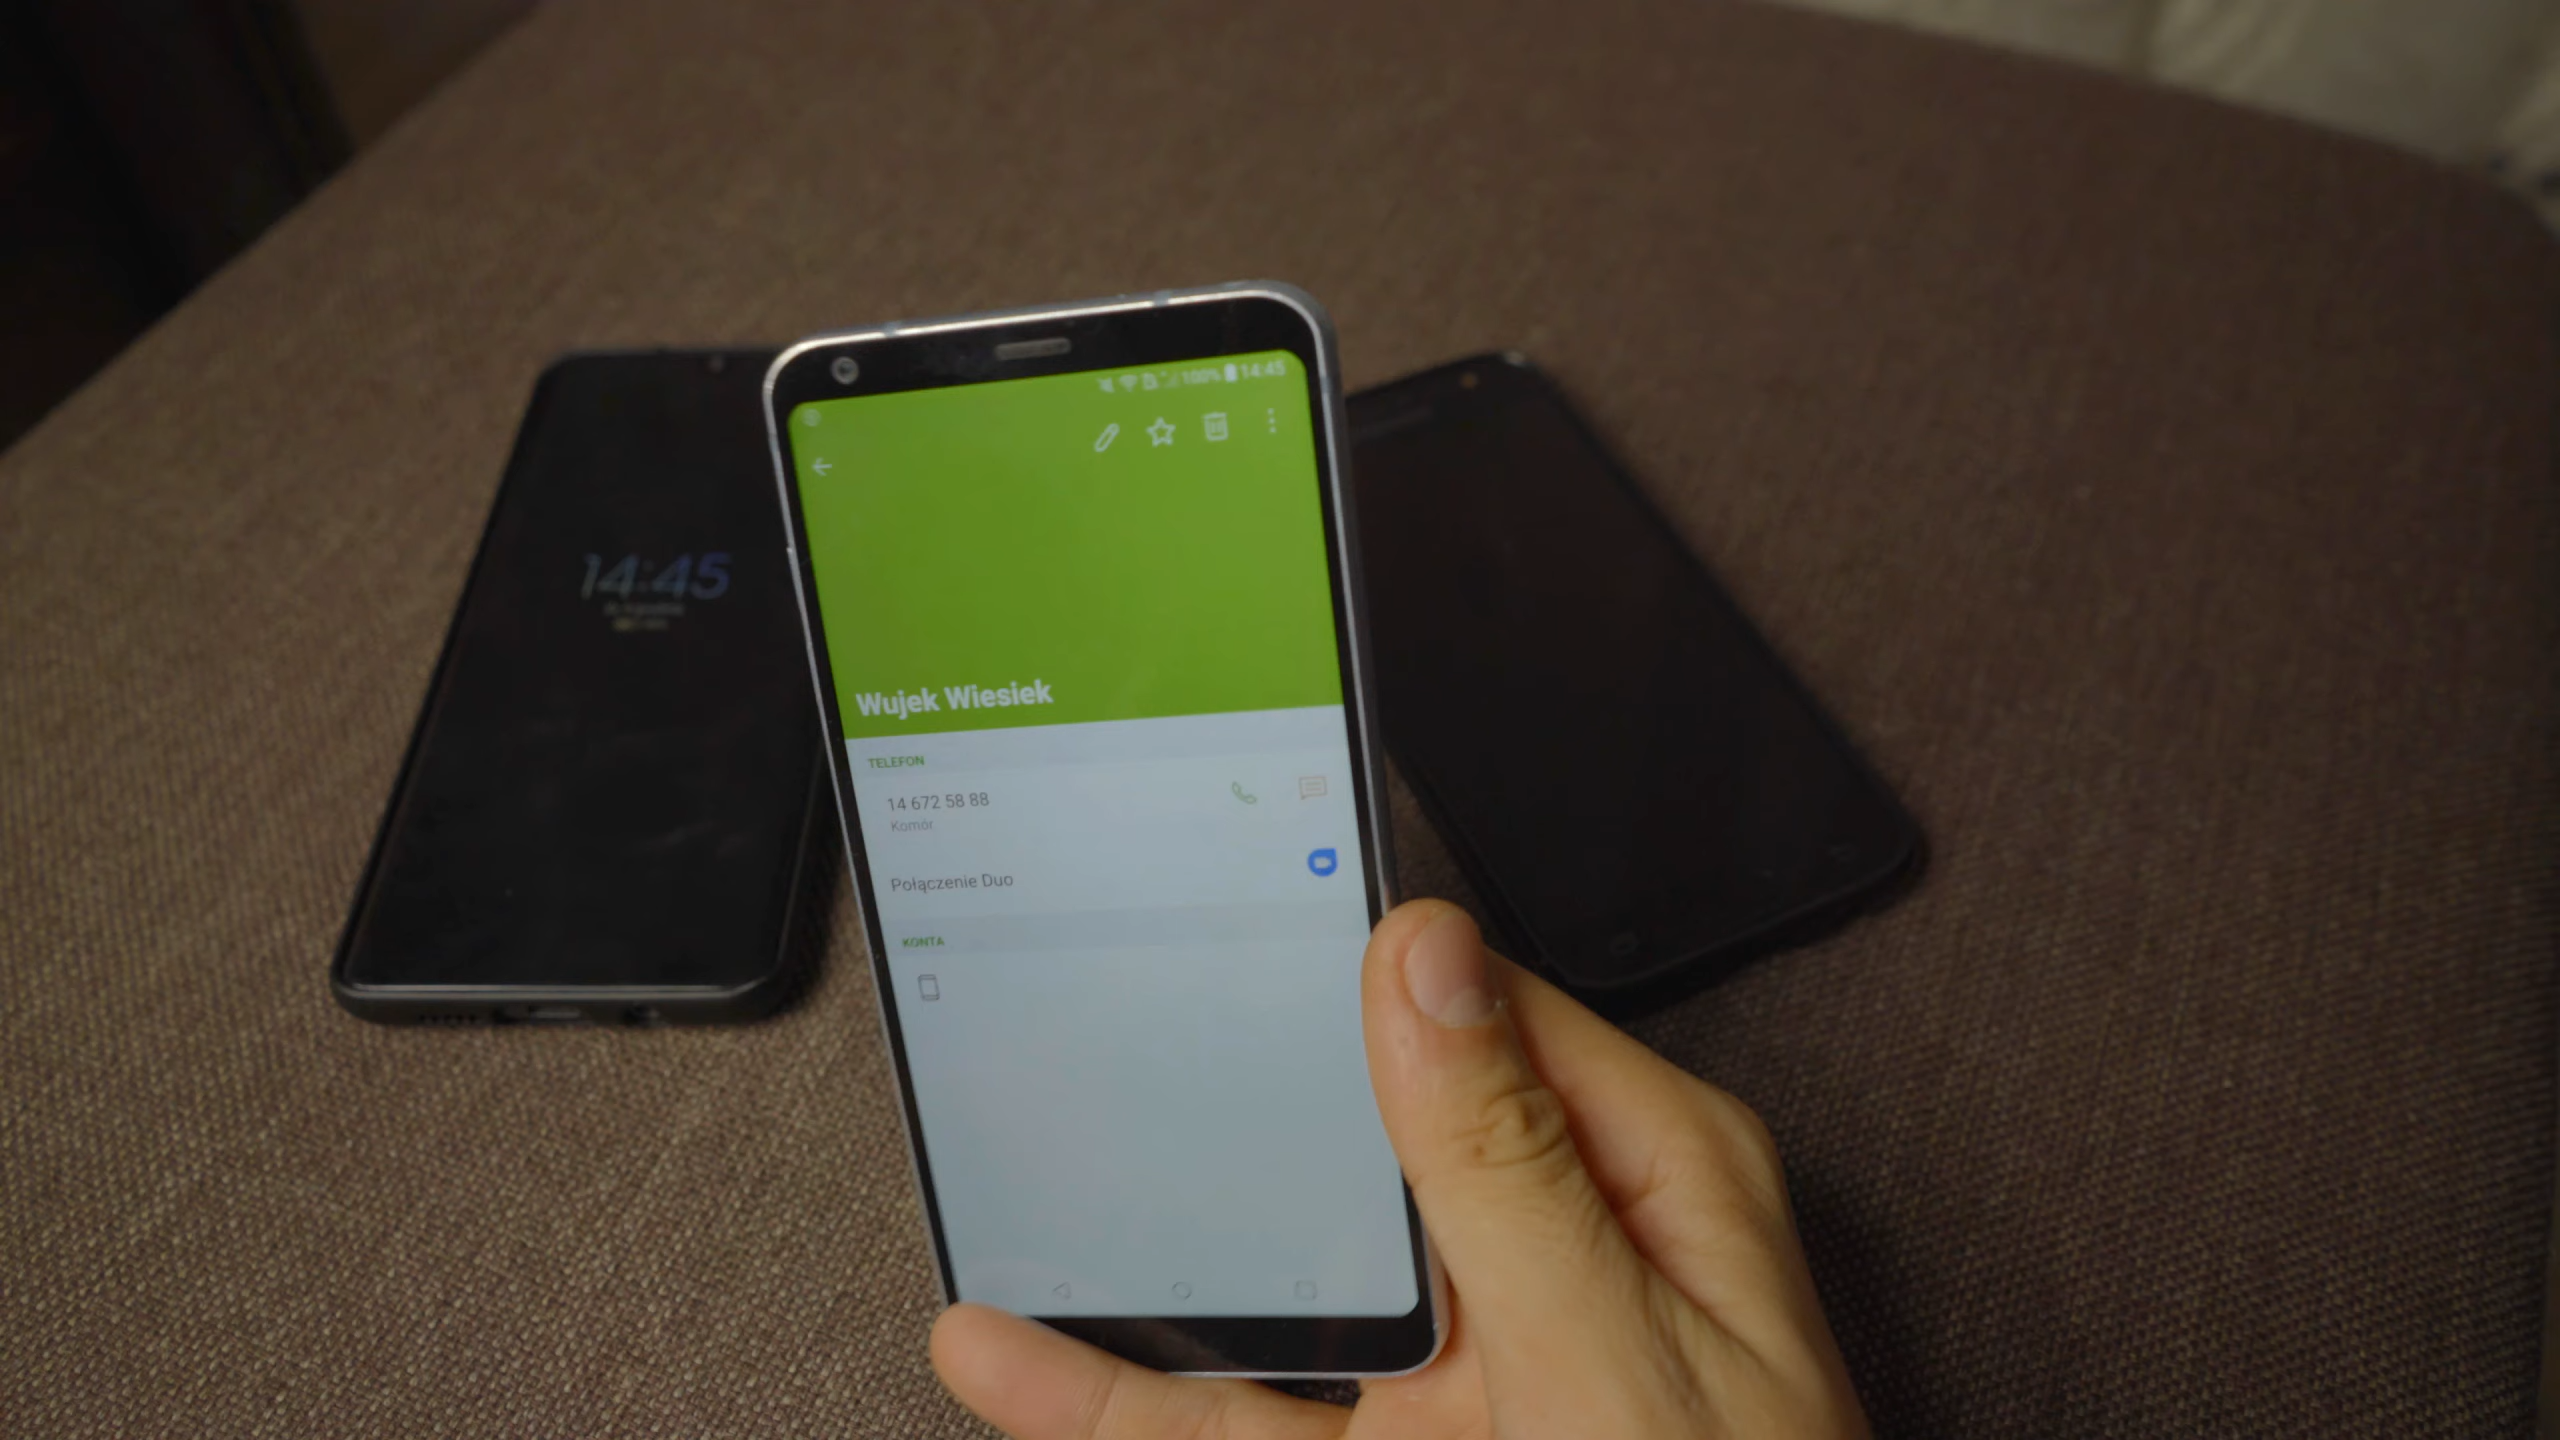 100% 14:45
14:45
Wujek Wiesiek
TELEFON
14 672 58 88
Komór
Połączenie Duo
KONTA